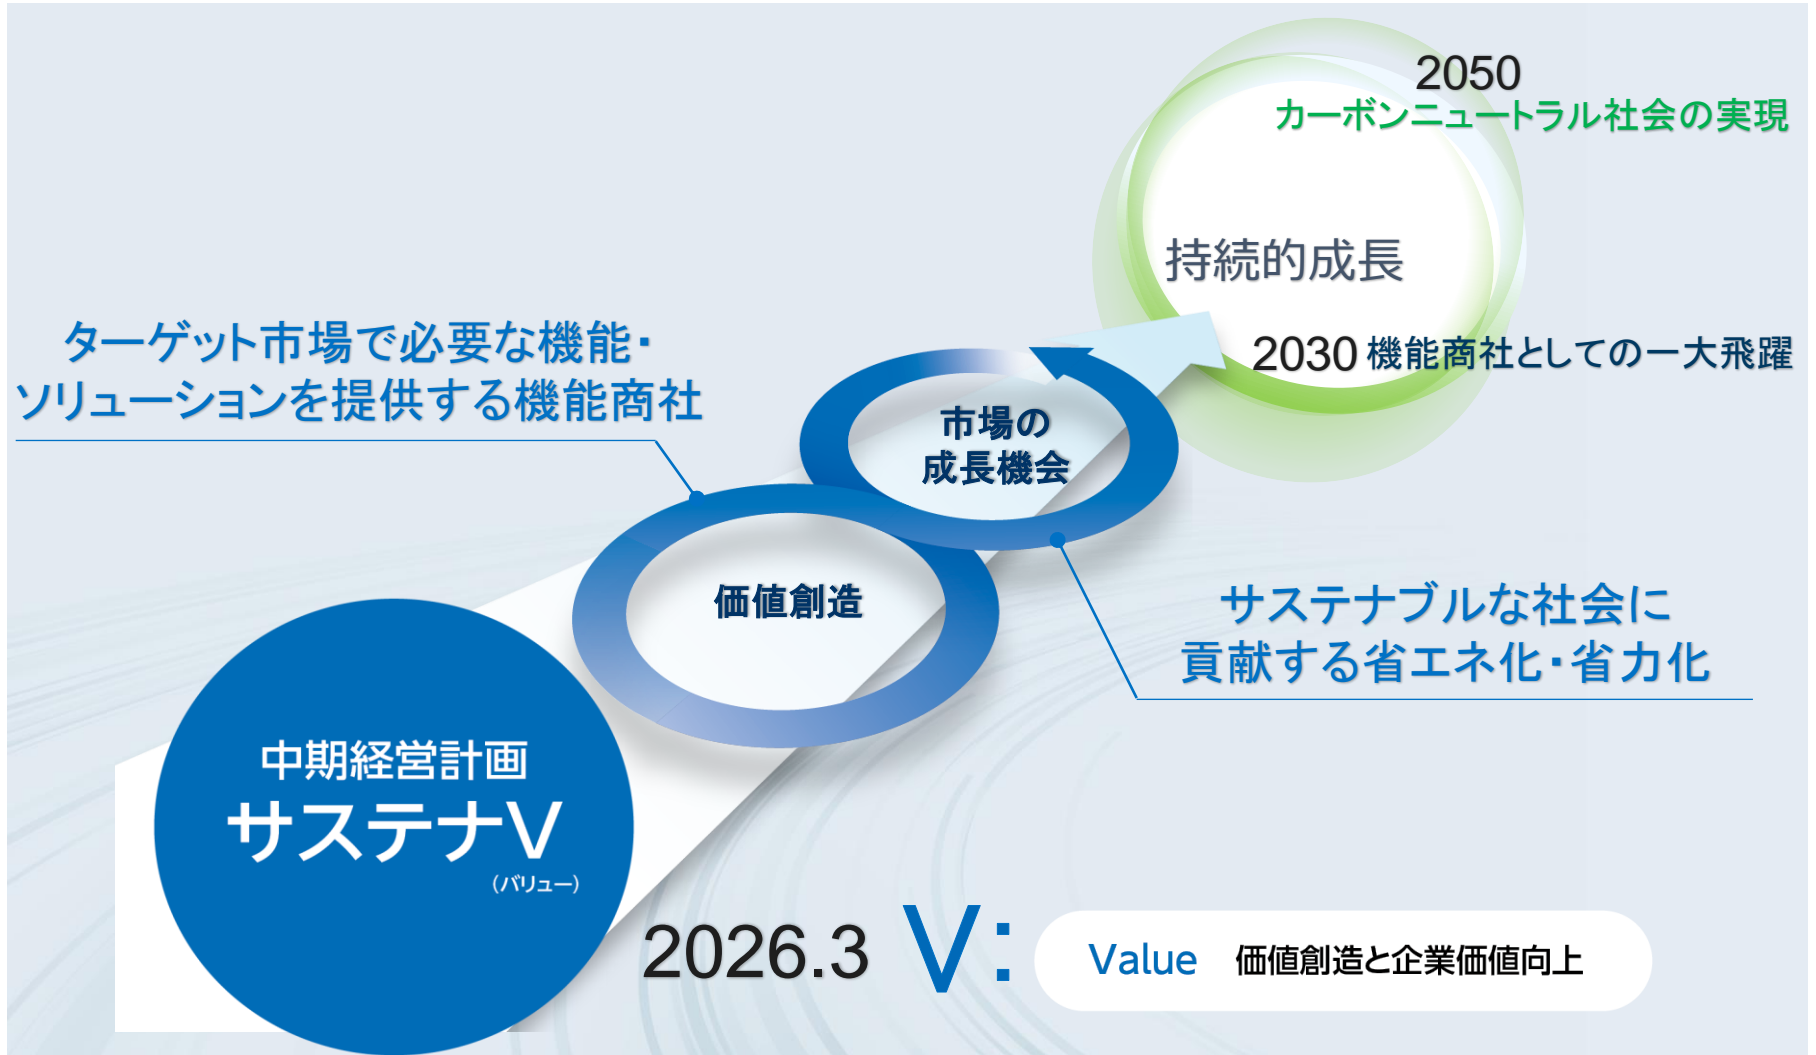 2050
カーボンニュートラル社会の実現
持続的成長
2030 機能商社としての一大飛躍
ターゲット市場で必要な機能・
ソリューションを提供する機能商社
市場の
成長機会
価値創造
サステナブルな社会に
貢献する省エネ化・省力化
中期経営計画
サステナV
(バリュー)
2026.3 V: Value 価値創造と企業価値向上